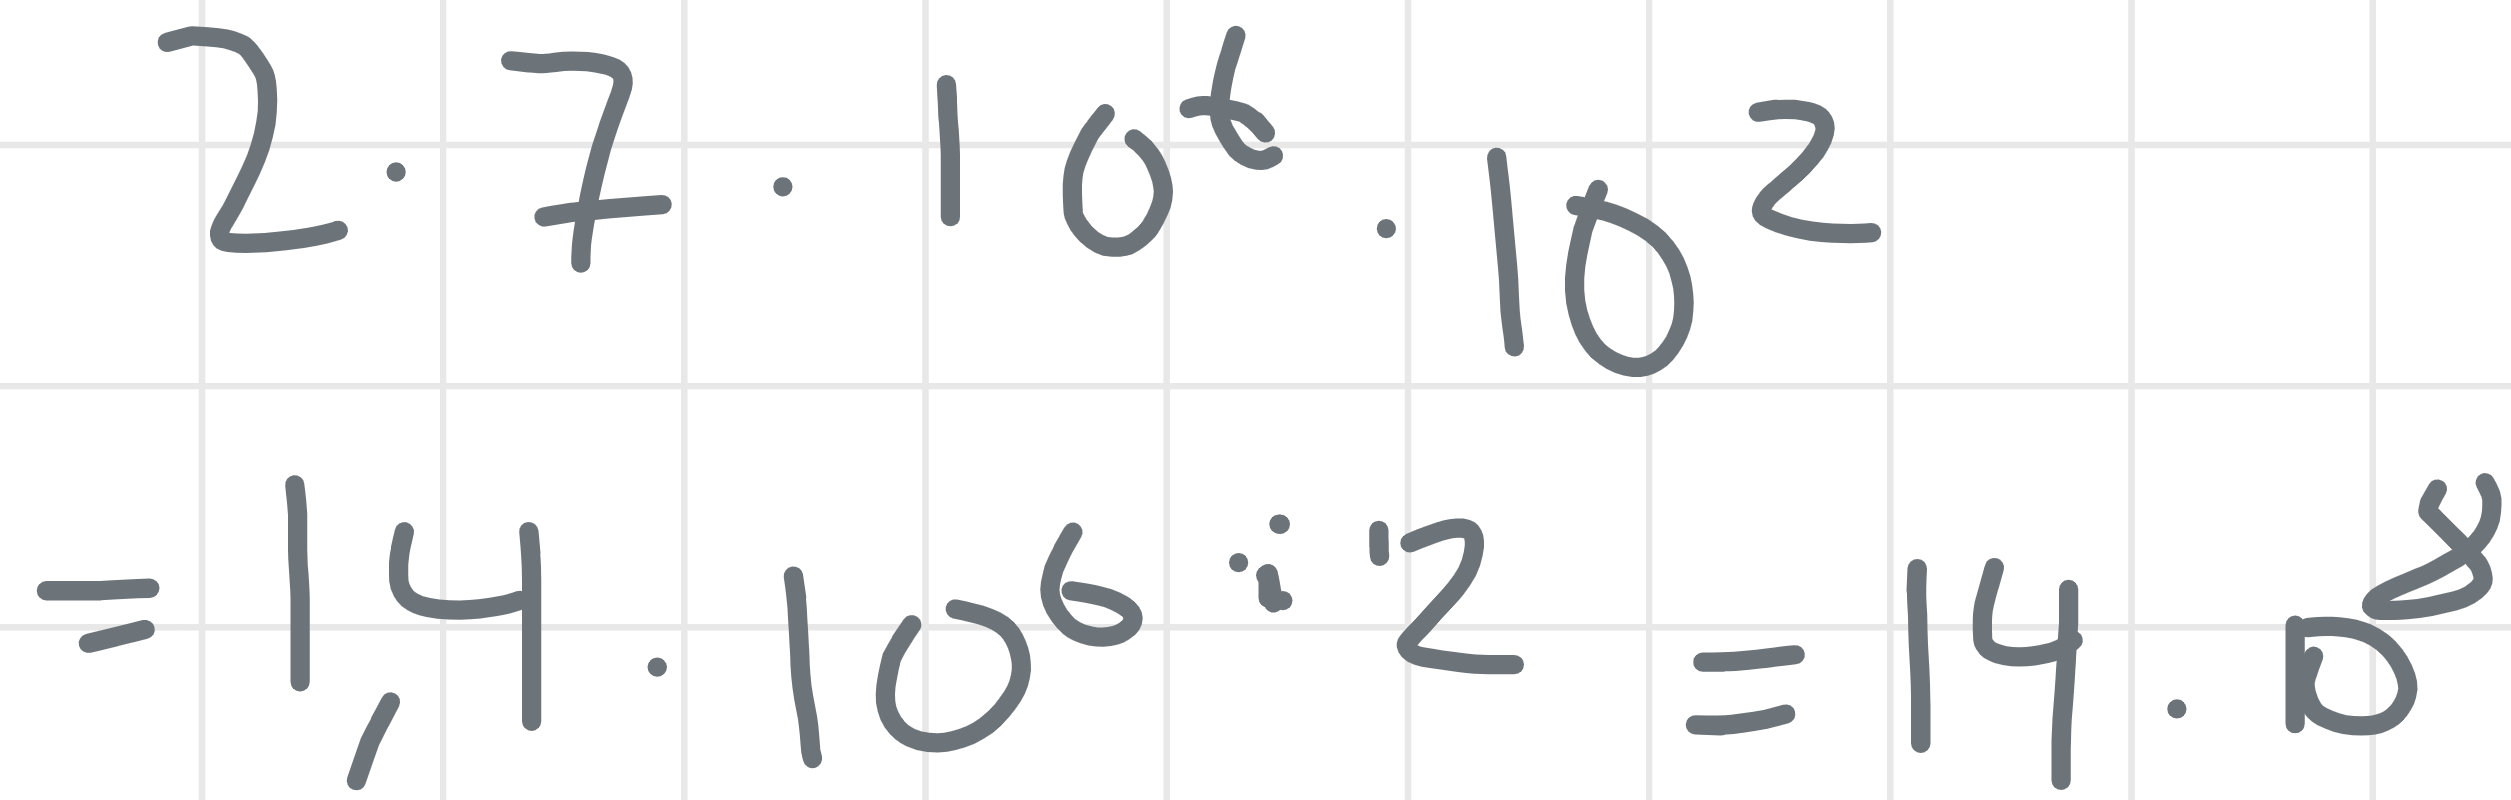 2 · 7 · 10⁶ · 10²
= 1,4 · 10⁶ · 2 = 14 · 10⁸